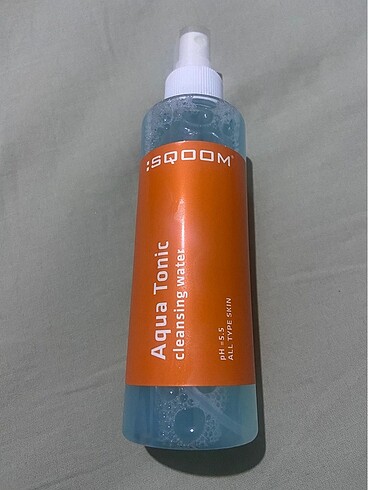 :SQOOM®
Aqua Tonic
cleansing water
pH =5.5
ALL TYPE SKIN